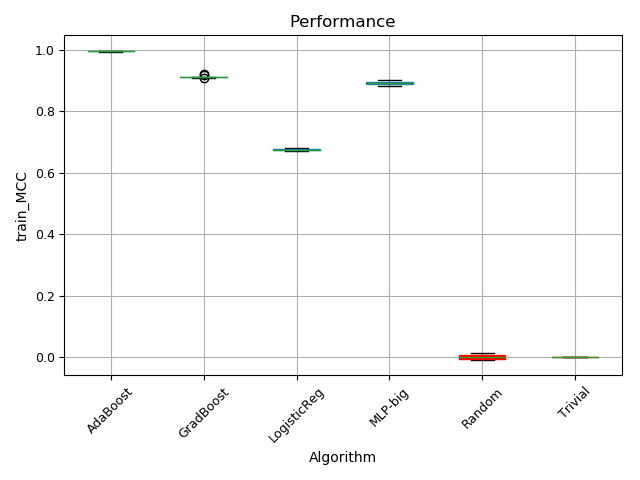 Performance
train_MCC
1.0
0.8
0.6
0.4
0.2
0.0
AdaBoost
GradBoost
LogisticReg
MLP-big
Random
Trivial
Algorithm